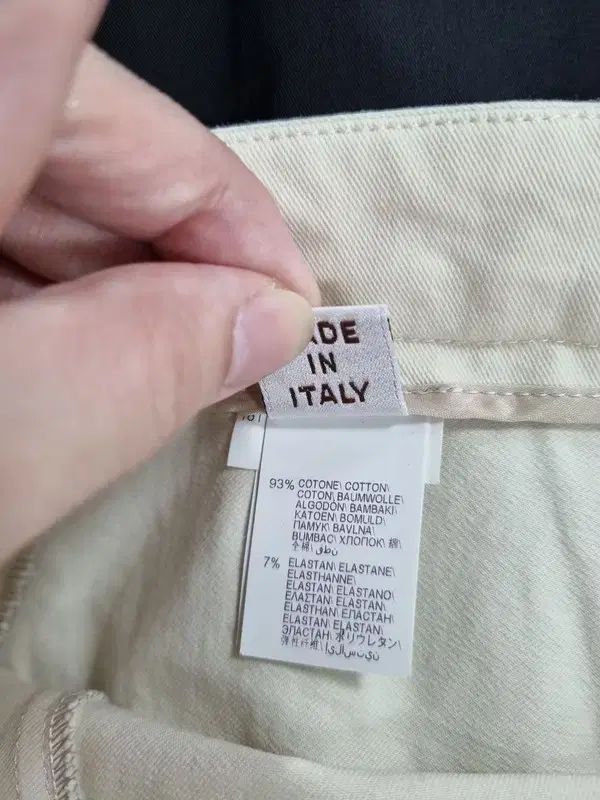 ADE
IN
ITALY
93% COTONE\ COTTON\
COTON\ BAUMWOLLE\
ALGODÓN\ BAMBAKI\
KATOEN\ BOMULD\
ПАМУК\ BAVLNA\
BUMBAC\ ХЛОПОК\ 綿\
全棉\ قطن
7% ELASTAN\ ELASTANE\
ELASTHANNE\
ELASTAN\ ELASTANO\
ΕΛΑΣΤΑΝ\ ELASTAN\
ELASTHAN\ ЕЛАСТАН\
ELASTAN\ ELASTAN\
ЭЛАСТАН\ ポリウレタン\
弹性纤维\ الإيلاستين\